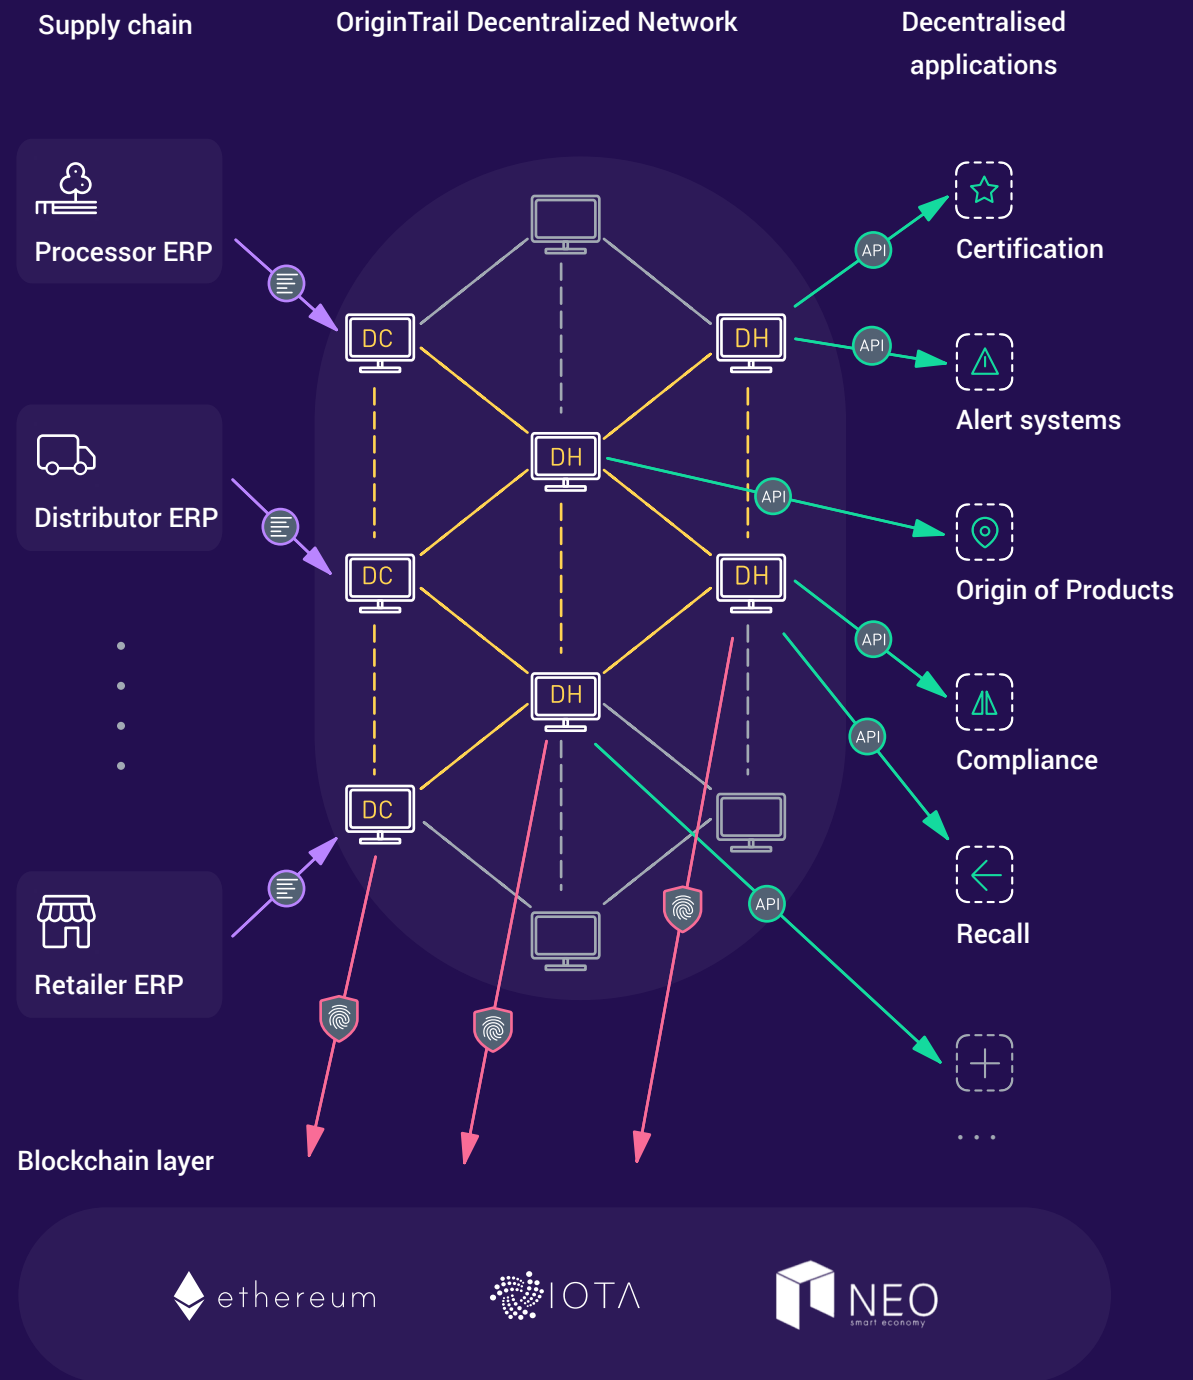 Supply chain
OriginTrail Decentralized Network
Decentralised
applications
Processor ERP
DC
DH
API
Certification
API
Alert systems
Distributor ERP
DH
API
Origin of Products
DC
DH
API
Compliance
DH
API
Recall
DC
API
Retailer ERP
...
Blockchain layer
ethereum
IOTA
NEO
smart economy